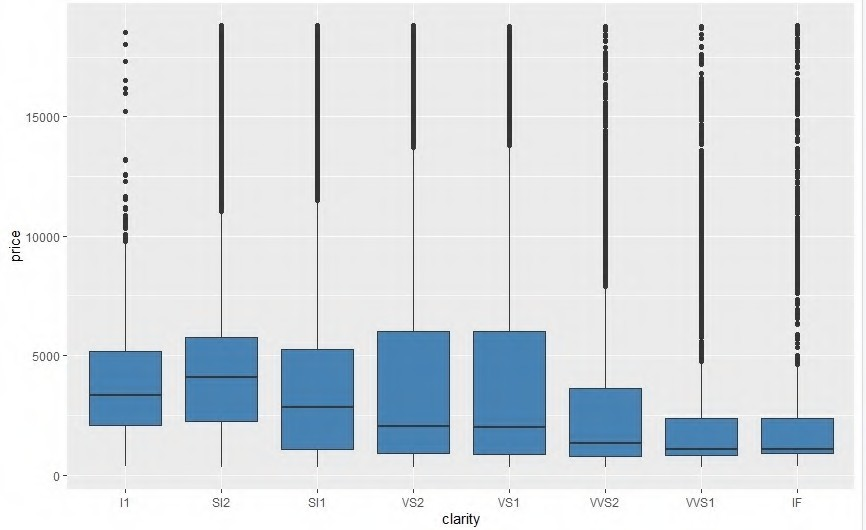 price
15000
10000
5000
0
I1 SI2 SI1 VS2 VS1 VVS2 VVS1 IF
clarity